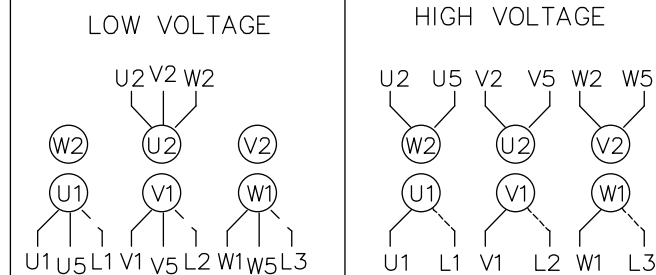 LOW VOLTAGE
U2 V2 W2
W2 U2 V2
U1 V1 W1
U1 U5 L1 V1 V5 L2 W1 W5 L3
HIGH VOLTAGE
U2 U5 V2 V5 W2 W5
W2 U2 V2
U1 V1 W1
U1 L1 V1 L2 W1 L3